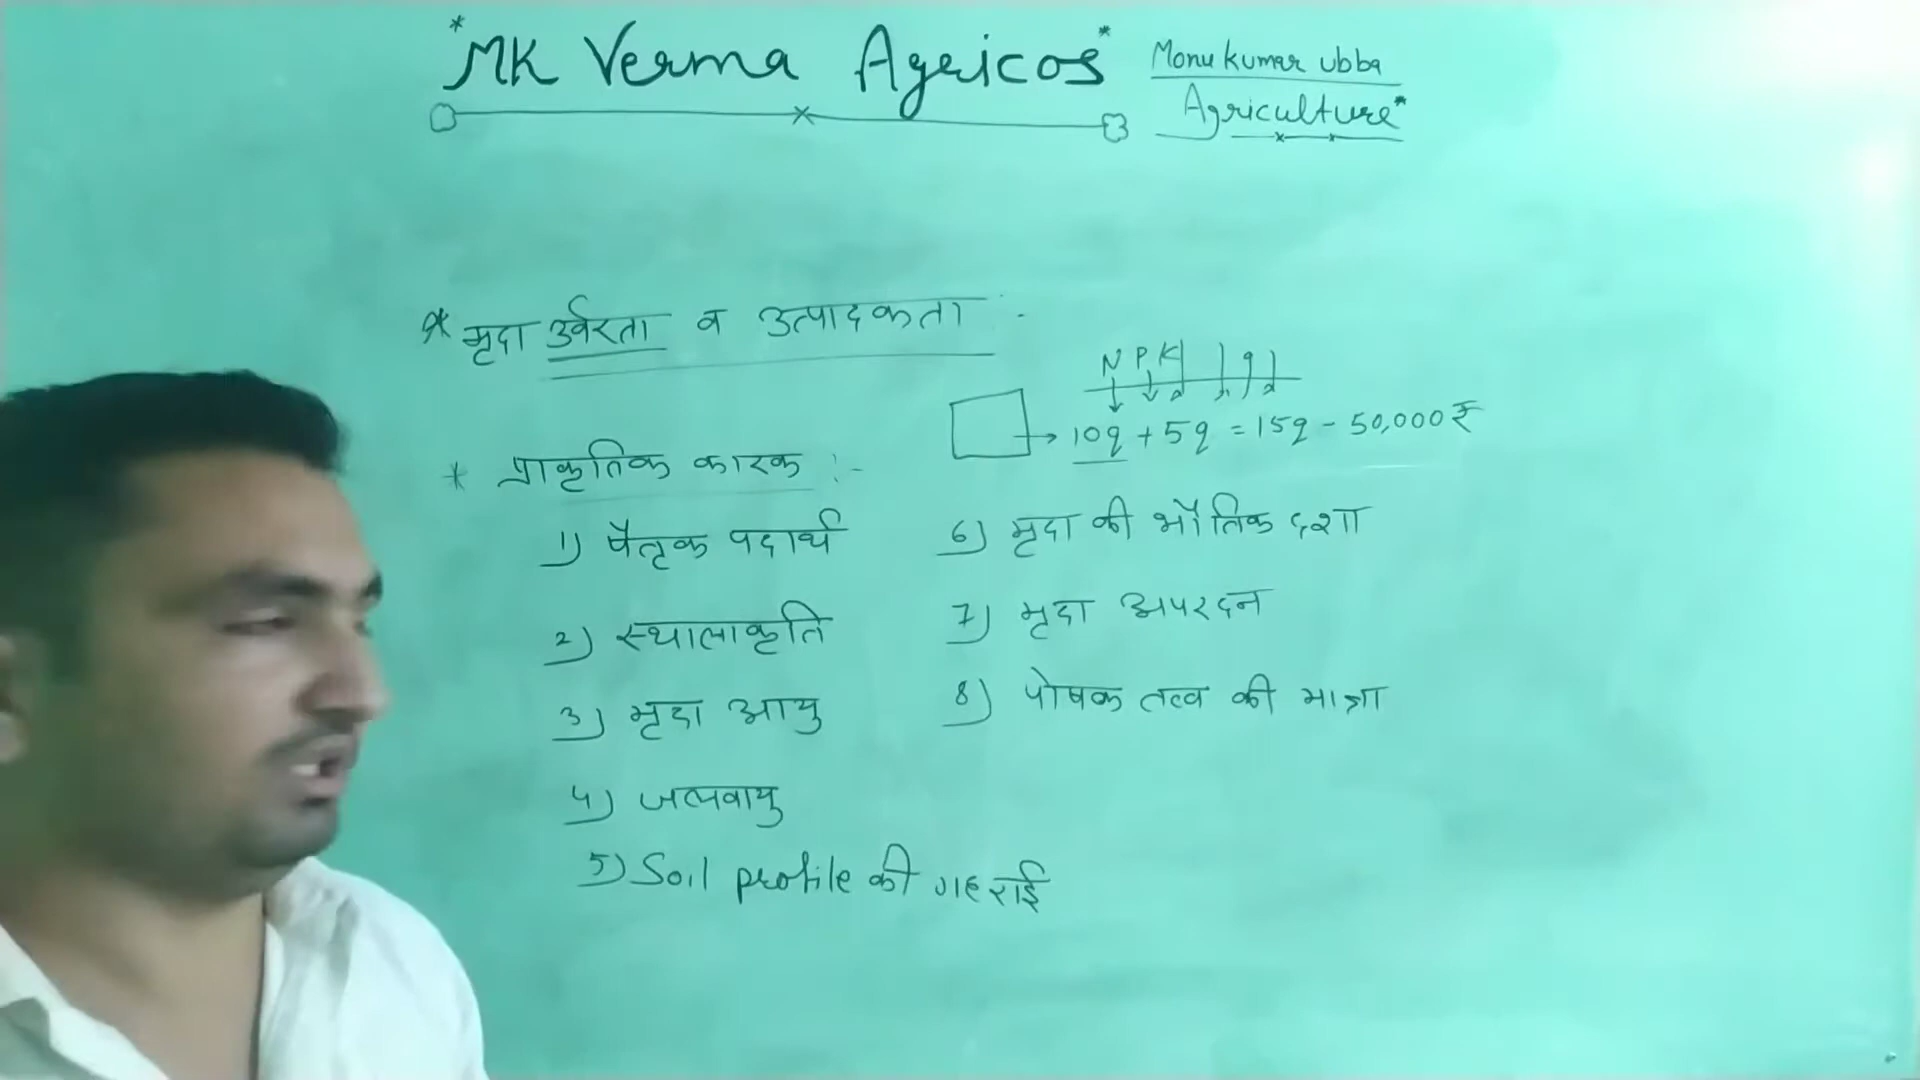 *MK Verma Agricos*
Monu kumar ubba
Agriculture*
* मृदा उर्वरता व उत्पादकता
N P K
10q + 5q = 15q - 50,000 ₹
* प्राकृतिक कारक :-
1) पैतृक पदार्थ
2) स्थालाकृति
3) मृदा आयु
4) जलवायु
5) Soil profile की गहराई
6) मृदा की भौतिक दशा
7) मृदा अपरदन
8) पोषक तत्व की मात्रा